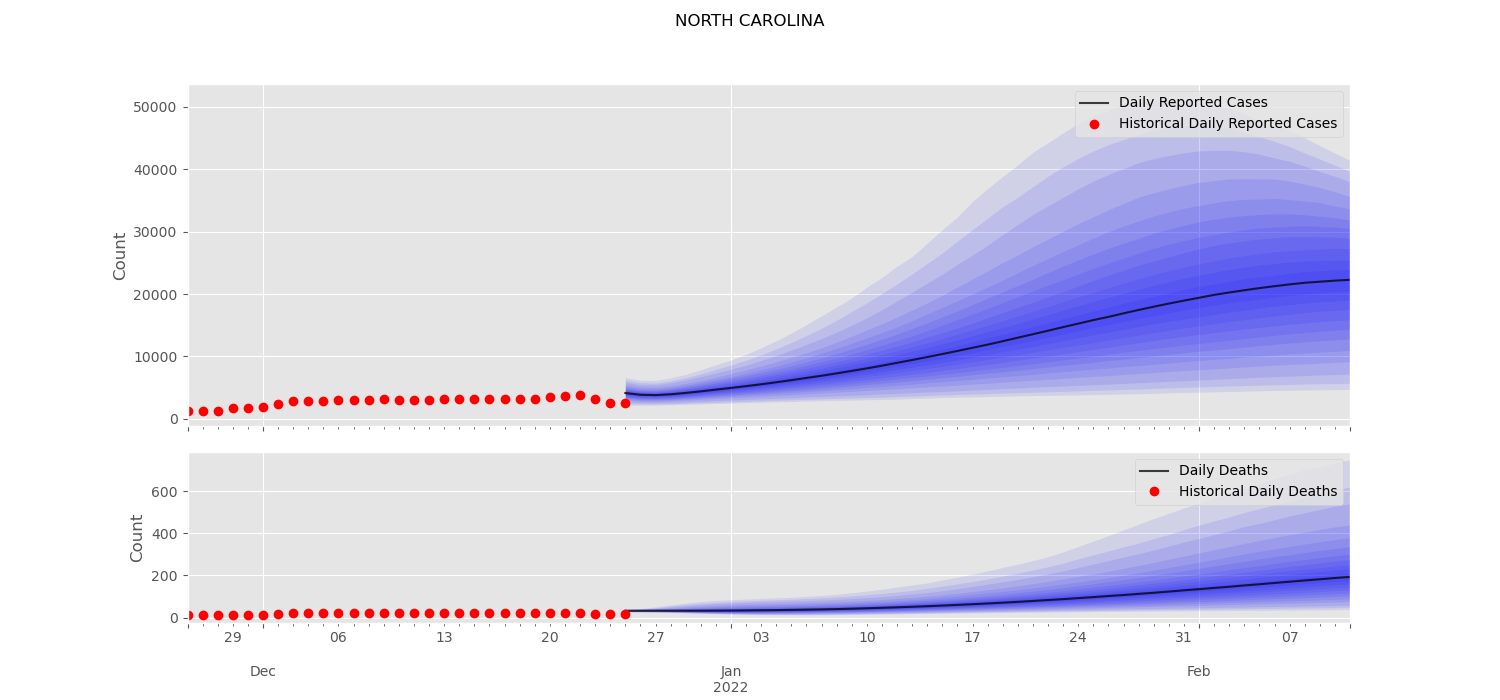 NORTH CAROLINA
Count
50000
40000
30000
20000
10000
0
Daily Reported Cases
Historical Daily Reported Cases
Count
600
400
200
0
Daily Deaths
Historical Daily Deaths
29 06 13 20 27 03 10 17 24 31 07
Dec Jan Feb
2022